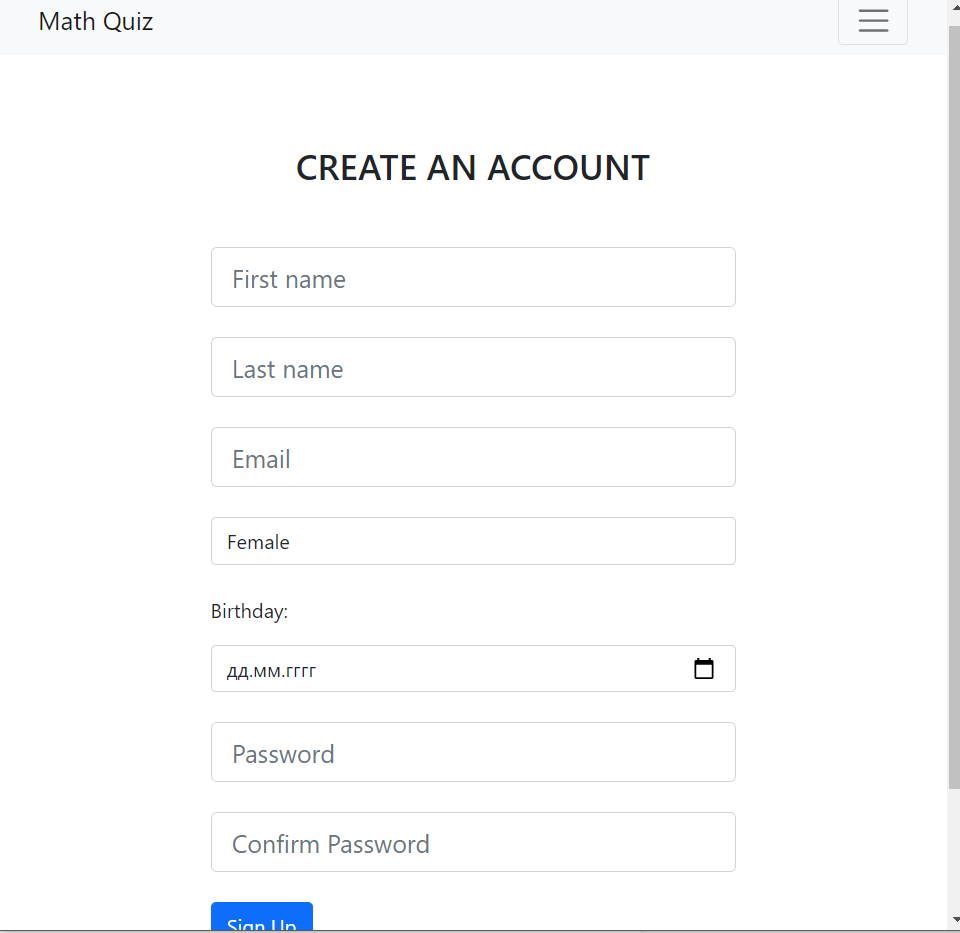 Math Quiz
CREATE AN ACCOUNT
First name
Last name
Email
Female
Birthday:
дд.мм.гггг
Password
Confirm Password
Sign Up